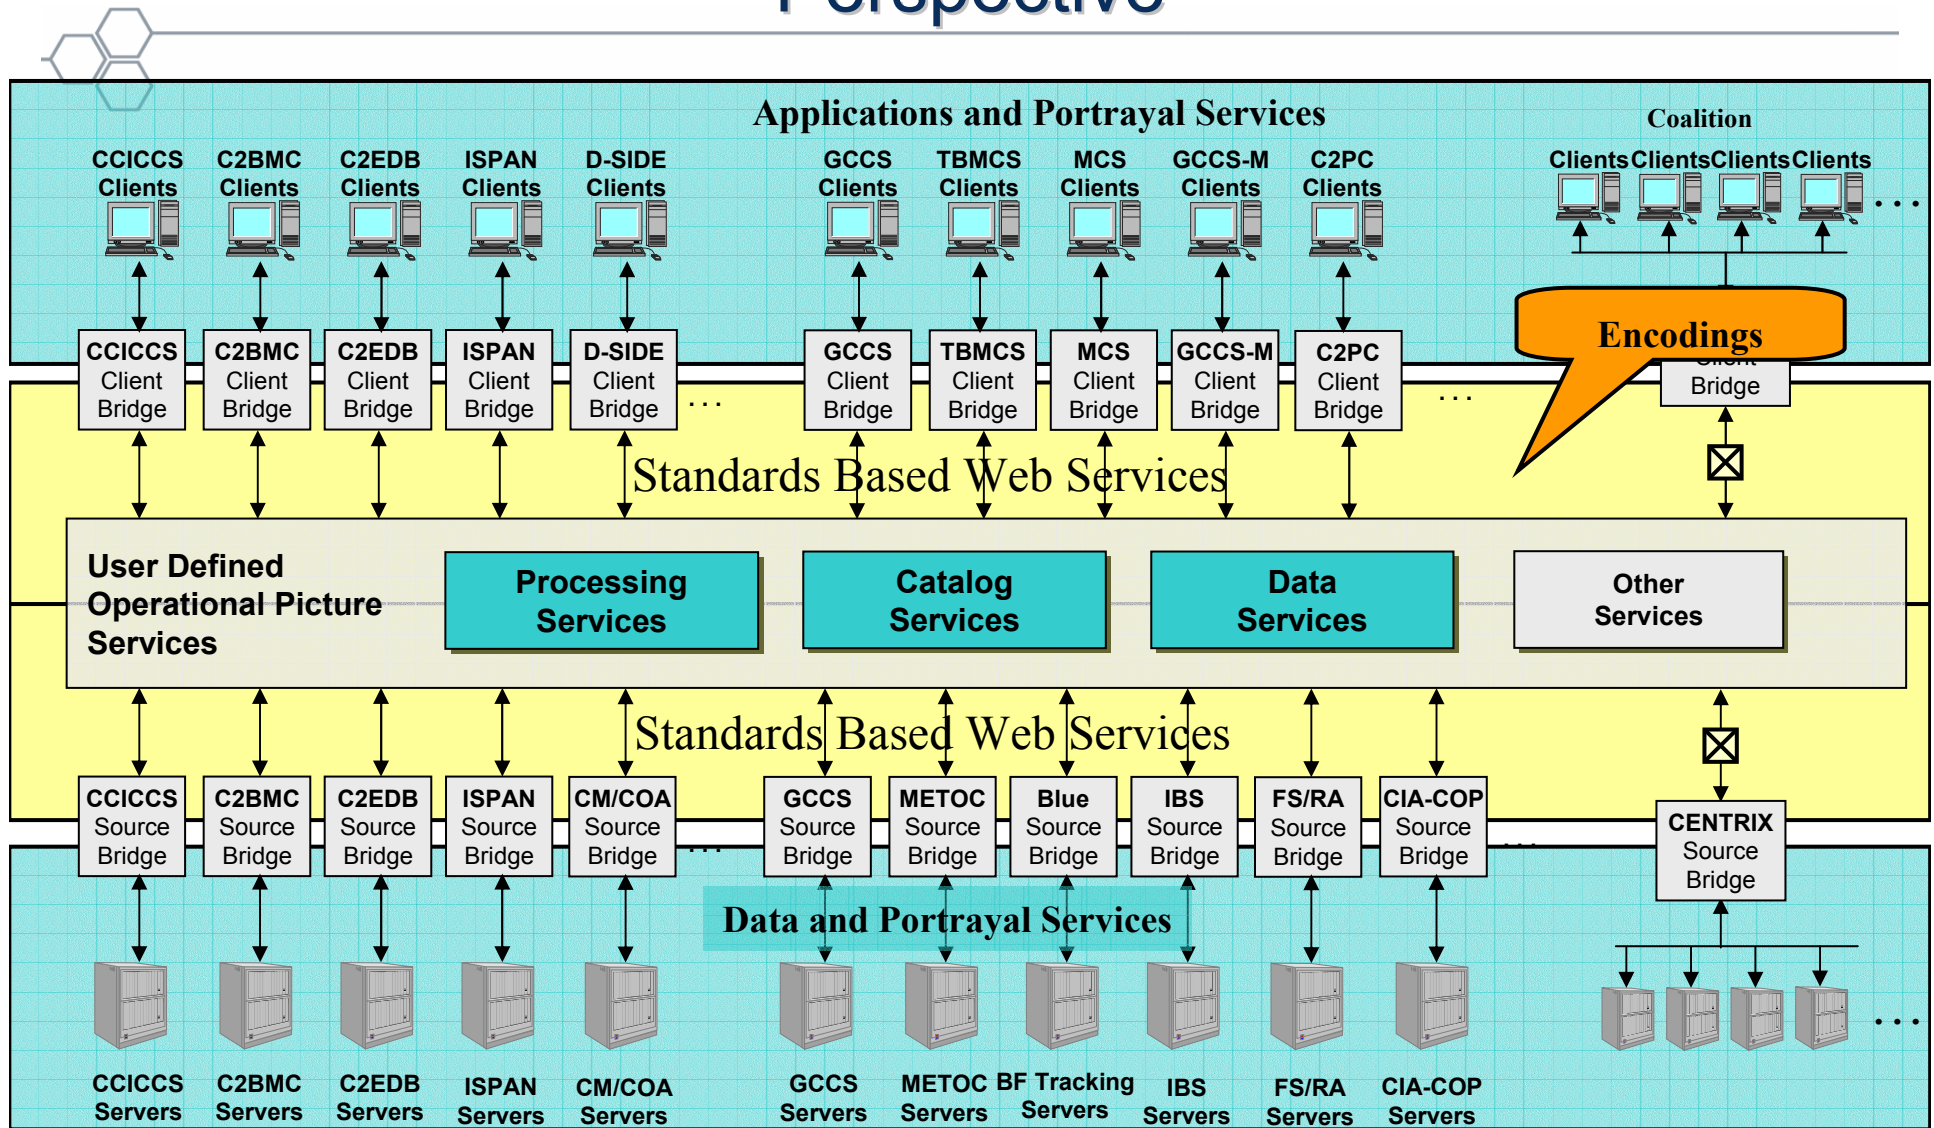 Perspective
Applications and Portrayal Services
Coalition
CCICCS Clients
C2BMC Clients
C2EDB Clients
ISPAN Clients
D-SIDE Clients
GCCS Clients
TBMCS Clients
MCS Clients
GCCS-M Clients
C2PC Clients
Clients Clients Clients Clients
. . .
Encodings
CCICCS Client Bridge
C2BMC Client Bridge
C2EDB Client Bridge
ISPAN Client Bridge
D-SIDE Client Bridge
. . .
GCCS Client Bridge
TBMCS Client Bridge
MCS Client Bridge
GCCS-M Client Bridge
C2PC Client Bridge
. . .
Client Bridge
Standards Based Web Services
User Defined
Operational Picture
Services
Processing
Services
Catalog
Services
Data
Services
Other
Services
Standards Based Web Services
CCICCS Source Bridge
C2BMC Source Bridge
C2EDB Source Bridge
ISPAN Source Bridge
CM/COA Source Bridge
. . .
GCCS Source Bridge
METOC Source Bridge
Blue Source Bridge
IBS Source Bridge
FS/RA Source Bridge
CIA-COP Source Bridge
. . .
CENTRIX Source Bridge
Data and Portrayal Services
. . .
CCICCS Servers
C2BMC Servers
C2EDB Servers
ISPAN Servers
CM/COA Servers
GCCS Servers
METOC Servers
BF Tracking Servers
IBS Servers
FS/RA Servers
CIA-COP Servers